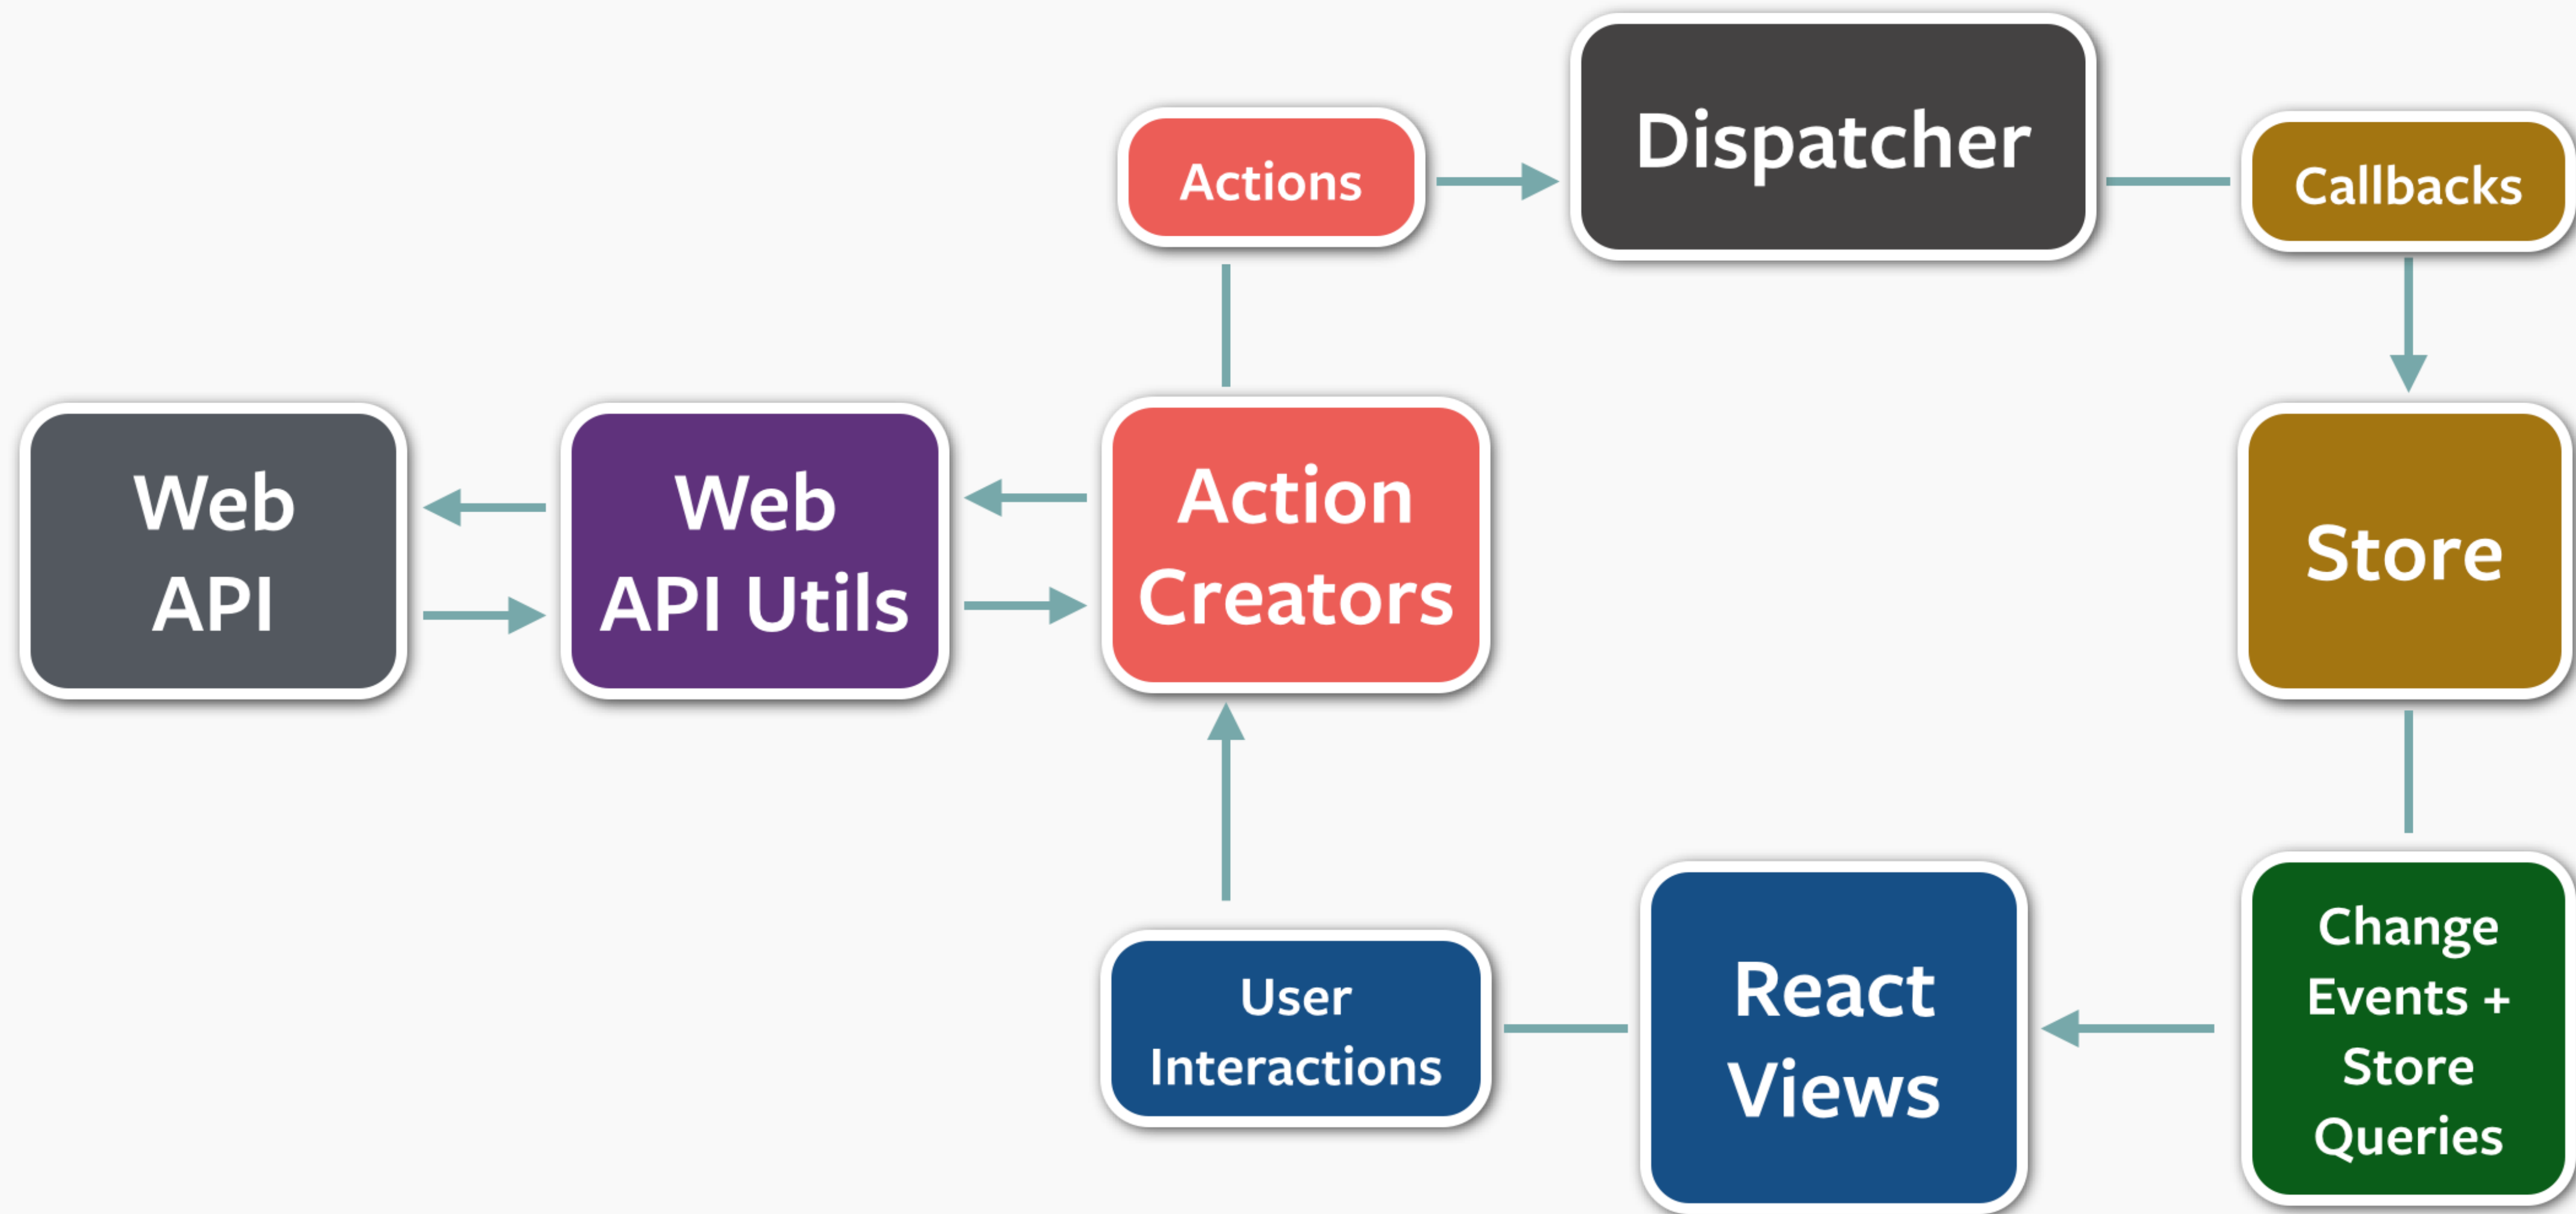 Dispatcher
Actions
Callbacks
Web
API
Web
API Utils
Action
Creators
Store
User
Interactions
React
Views
Change
Events +
Store
Queries